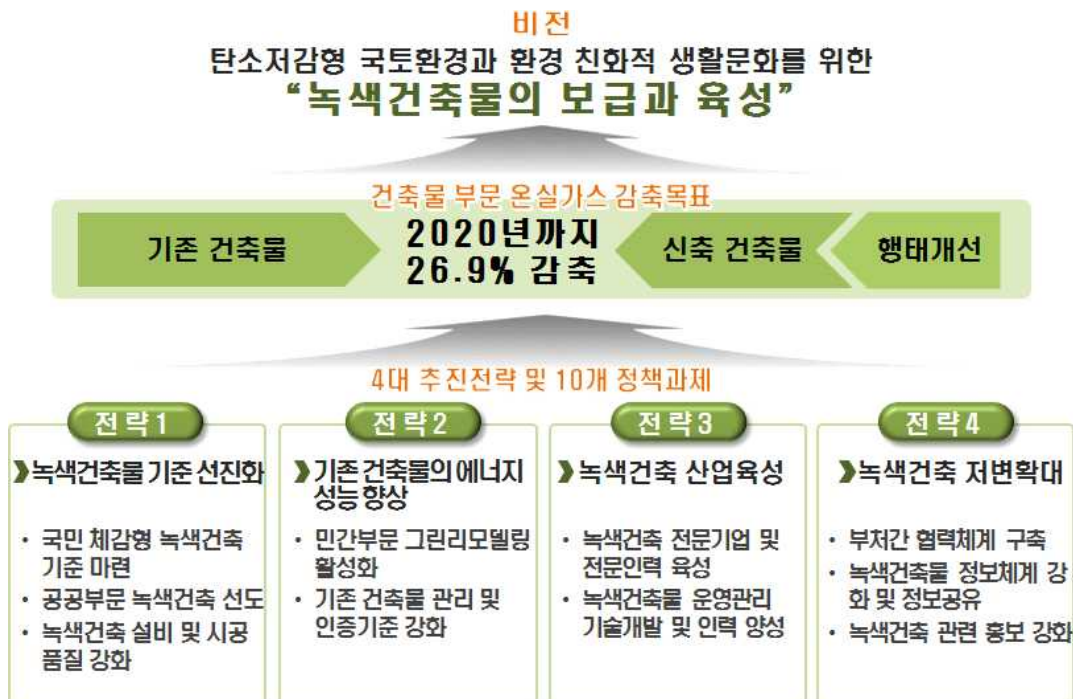 비전
탄소저감형 국토환경과 환경 친화적 생활문화를 위한
“녹색건축물의 보급과 육성”
건축물 부문 온실가스 감축목표
기존 건축물
2020년까지
26.9% 감축
신축 건축물
행태개선
4대 추진전략 및 10개 정책과제
전략1
❯녹색건축물 기준 선진화
• 국민 체감형 녹색건축
기준 마련
• 공공부문 녹색건축 선도
• 녹색건축 설비 및 시공
품질 강화
전략2
❯기존 건축물의 에너지
성능 향상
• 민간부문 그린리모델링
활성화
• 기존 건축물 관리 및
인증기준 강화
전략3
❯녹색건축 산업육성
• 녹색건축 전문기업 및
전문인력 육성
• 녹색건축물 운영관리
기술개발 및 인력 양성
전략4
❯녹색건축 저변확대
• 부처간 협력체계 구축
• 녹색건축물 정보체계 강
화 및 정보공유
• 녹색건축 관련 홍보 강화